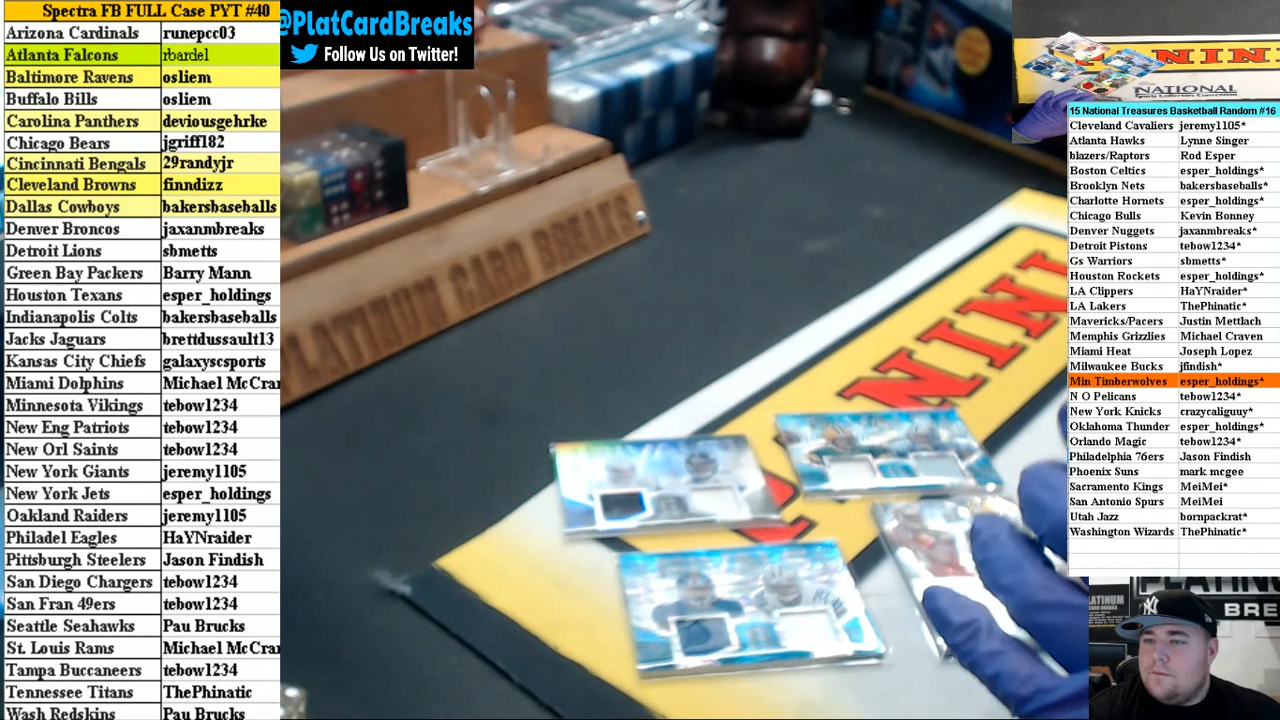 Spectra FB FULL Case PYT #40
Arizona Cardinals runepcc03
Atlanta Falcons rbardel
Baltimore Ravens osliem
Buffalo Bills osliem
Carolina Panthers deviousgehrke
Chicago Bears jgriff182
Cincinnati Bengals 29randyjr
Cleveland Browns finndizz
Dallas Cowboys bakersbaseballs
Denver Broncos jaxanmbreaks
Detroit Lions sbmetts
Green Bay Packers Barry Mann
Houston Texans esper_holdings
Indianapolis Colts bakersbaseballs
Jacks Jaguars brettdussault13
Kansas City Chiefs galaxyscsports
Miami Dolphins Michael McCra
Minnesota Vikings tebow1234
New Eng Patriots tebow1234
New Orl Saints tebow1234
New York Giants jeremy1105
New York Jets esper_holdings
Oakland Raiders jeremy1105
Philadel Eagles HaYNraider
Pittsburgh Steelers Jason Findish
San Diego Chargers tebow1234
San Fran 49ers tebow1234
Seattle Seahawks Pau Brucks
St. Louis Rams Michael McCra
Tampa Buccaneers tebow1234
Tennessee Titans ThePhinatic
Wash Redskins Pau Brucks
@PlatCardBreaks
Follow Us on Twitter!
PLATINUM CARD BREAKS
NIN
NIN
NATIONAL
15 National Treasures Basketball Random #16
Cleveland Cavaliers jeremy1105*
Atlanta Hawks Lynne Singer
blazers/Raptors Rod Esper
Boston Celtics esper_holdings*
Brooklyn Nets bakersbaseballs*
Charlotte Hornets esper_holdings*
Chicago Bulls Kevin Bonney
Denver Nuggets jaxanmbreaks*
Detroit Pistons tebow1234*
Gs Warriors sbmetts*
Houston Rockets esper_holdings*
LA Clippers HaYNraider*
LA Lakers ThePhinatic*
Mavericks/Pacers Justin Mettlach
Memphis Grizzlies Michael Craven
Miami Heat Joseph Lopez
Milwaukee Bucks jfindish*
Min Timberwolves esper_holdings*
N O Pelicans tebow1234*
New York Knicks crazycaliguuy*
Oklahoma Thunder esper_holdings*
Orlando Magic tebow1234*
Philadelphia 76ers Jason Findish
Phoenix Suns mark mcgee
Sacramento Kings MeiMei*
San Antonio Spurs MeiMei
Utah Jazz bornpackrat*
Washington Wizards ThePhinatic*
PLATINU
BRE